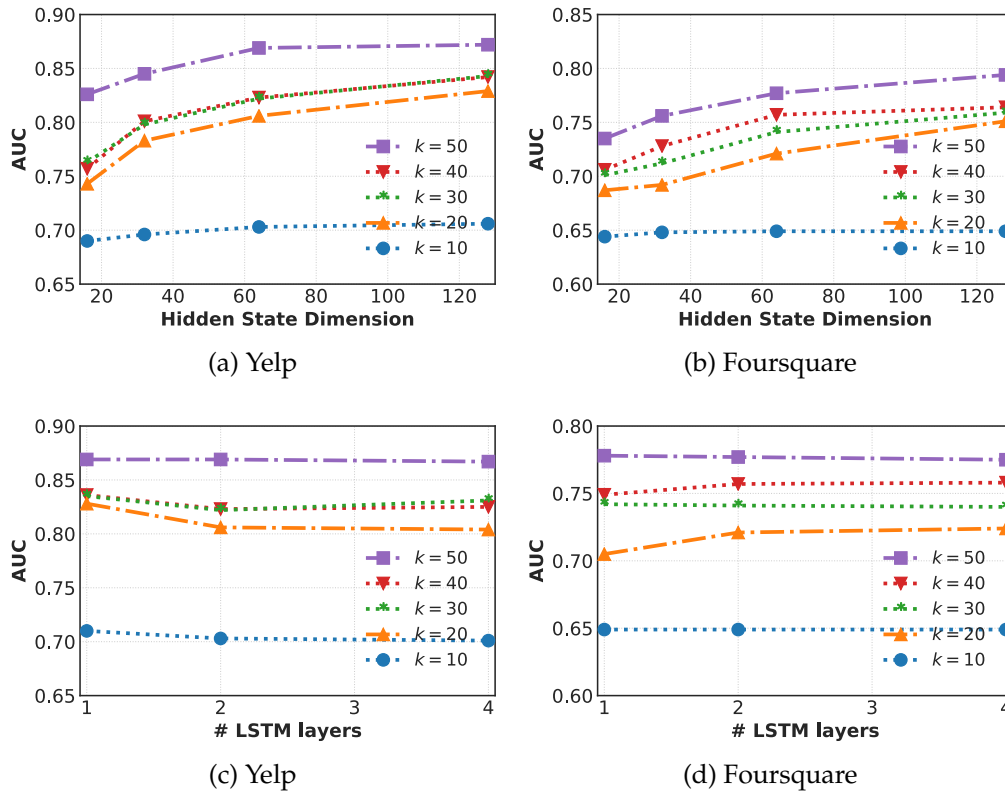 0.90
0.85
0.80
0.75
0.70
0.65
AUC
k = 50
k = 40
k = 30
k = 20
k = 10
20 40 60 80 100 120
Hidden State Dimension
(a) Yelp
0.85
0.80
0.75
0.70
0.65
0.60
AUC
k = 50
k = 40
k = 30
k = 20
k = 10
20 40 60 80 100 120
Hidden State Dimension
(b) Foursquare
0.90
0.85
0.80
0.75
0.70
0.65
AUC
k = 50
k = 40
k = 30
k = 20
k = 10
1 2 3 4
# LSTM layers
(c) Yelp
0.80
0.75
0.70
0.65
0.60
AUC
k = 50
k = 40
k = 30
k = 20
k = 10
1 2 3 4
# LSTM layers
(d) Foursquare